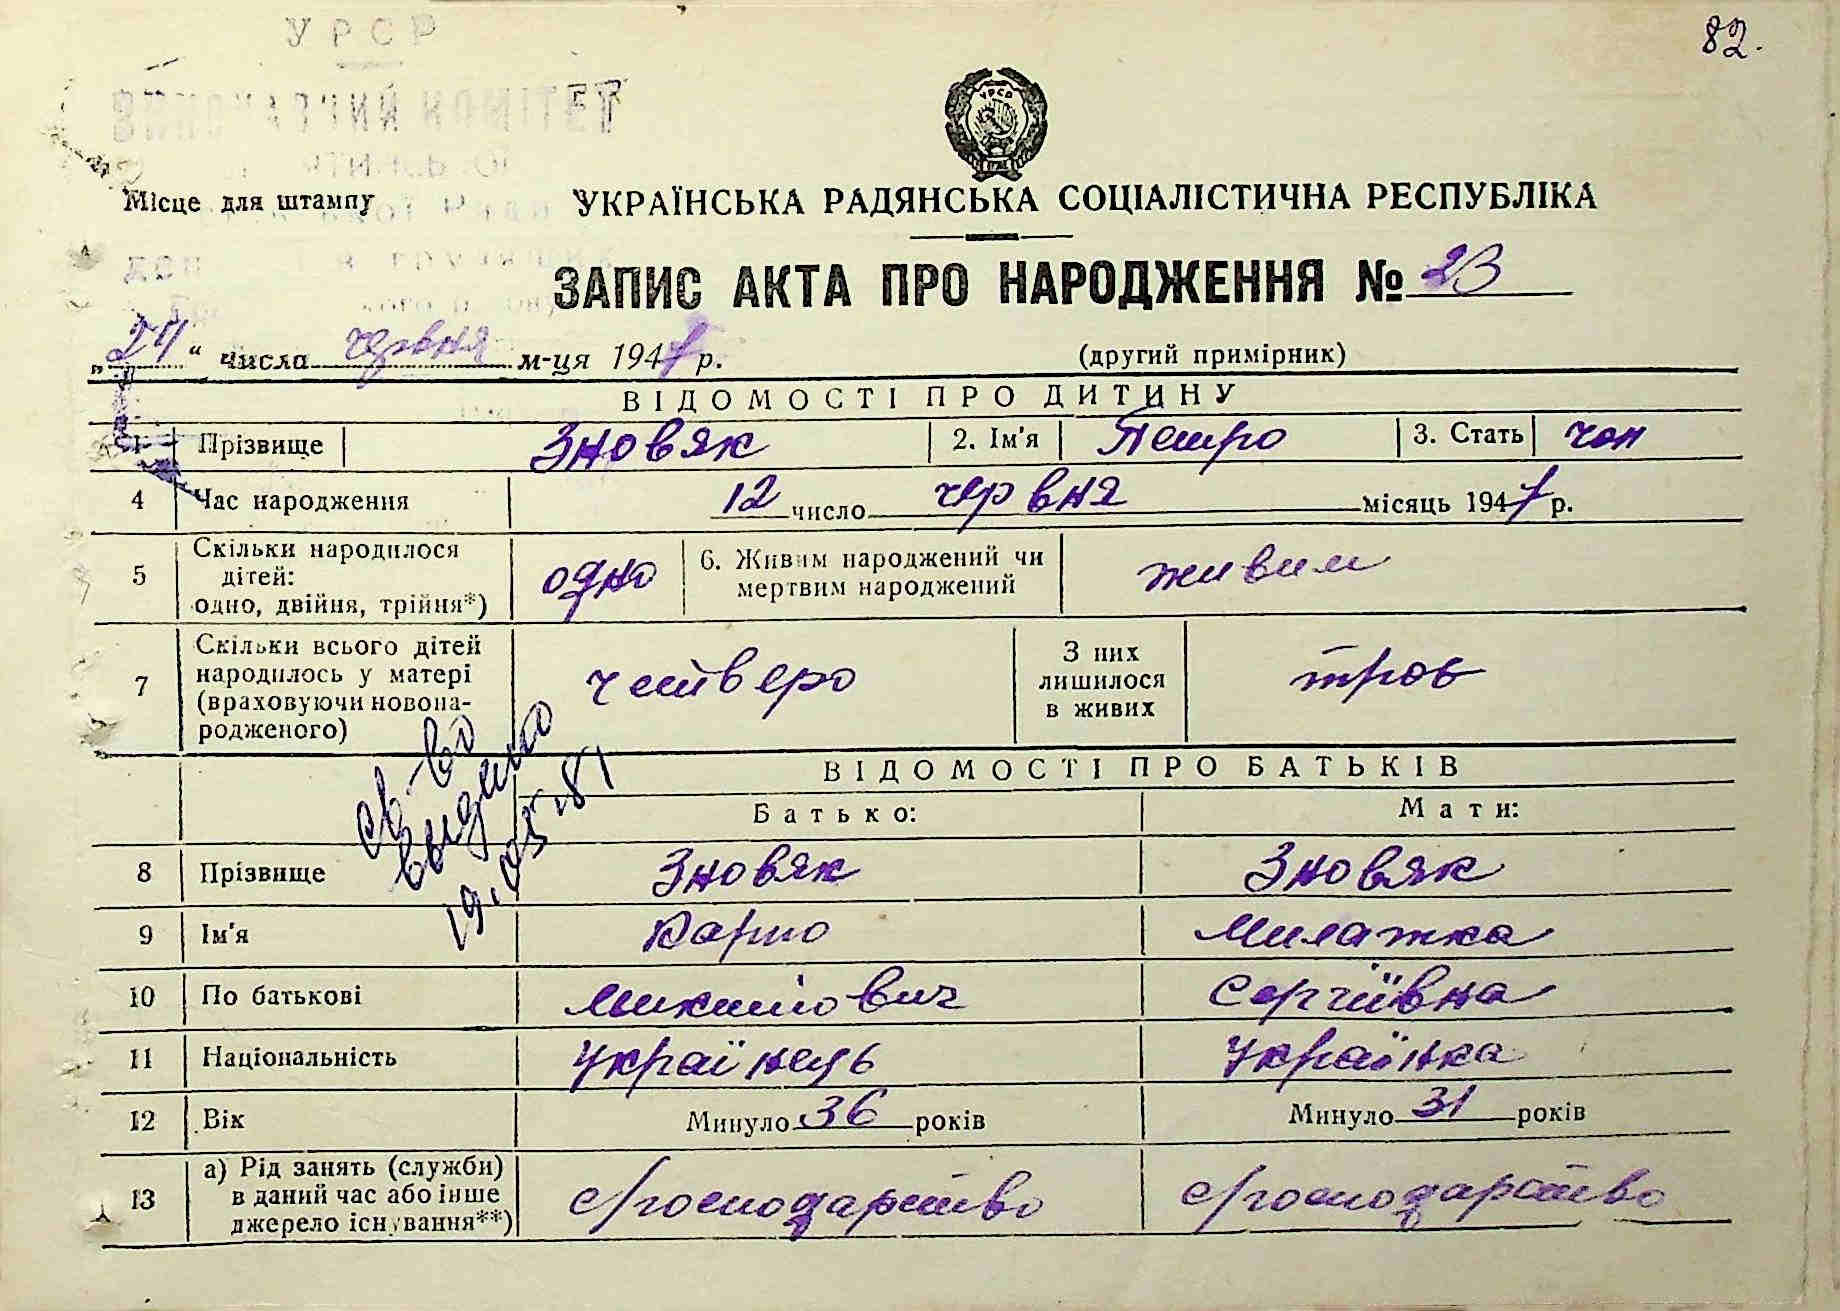 82.
УРСР
ВИКОНАВЧИЙ КОМІТЕТ
УРСР
Місце для штампу
УКРАЇНСЬКА РАДЯНСЬКА СОЦІАЛІСТИЧНА РЕСПУБЛІКА
ЗАПИС АКТА ПРО НАРОДЖЕННЯ № 23
„24“ числа червня м-ця 1947 р. (другий примірник)
ВІДОМОСТІ ПРО ДИТИНУ
1 Прізвище Зновяк 2. Ім'я Петро 3. Стать чол
4 Час народження 12 число червня місяць 1947 р.
5 Скільки народилося дітей: одно, двійня, трійня*) одно 6. Живим народжений чи мертвим народжений живим
7 Скільки всього дітей народилось у матері (враховуючи новонародженого) четверо З них лишилося в живих троє
св-во
выдано
19.05.81
ВІДОМОСТІ ПРО БАТЬКІВ
Батько: Мати:
8 Прізвище Зновяк Зновяк
9 Ім'я Карпо Милашка
10 По батькові Микитович Сергіївна
11 Національність Українець Українка
12 Вік Минуло 36 років Минуло 31 років
13 а) Рід занять (служби) в даний час або інше джерело існування**) с/господарство с/господарство